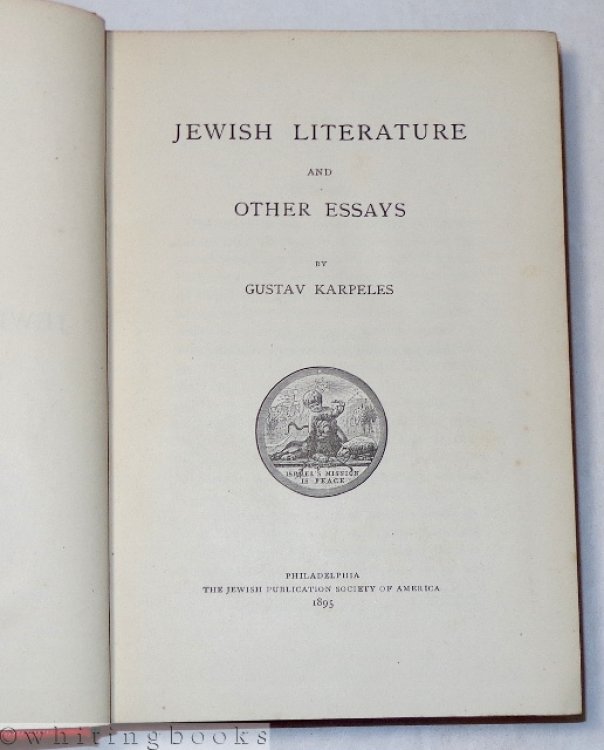 JEWISH LITERATURE
AND
OTHER ESSAYS
BY
GUSTAV KARPELES
ISRAEL'S MISSION
IS PEACE
PHILADELPHIA
THE JEWISH PUBLICATION SOCIETY OF AMERICA
1895
©whiringbooks